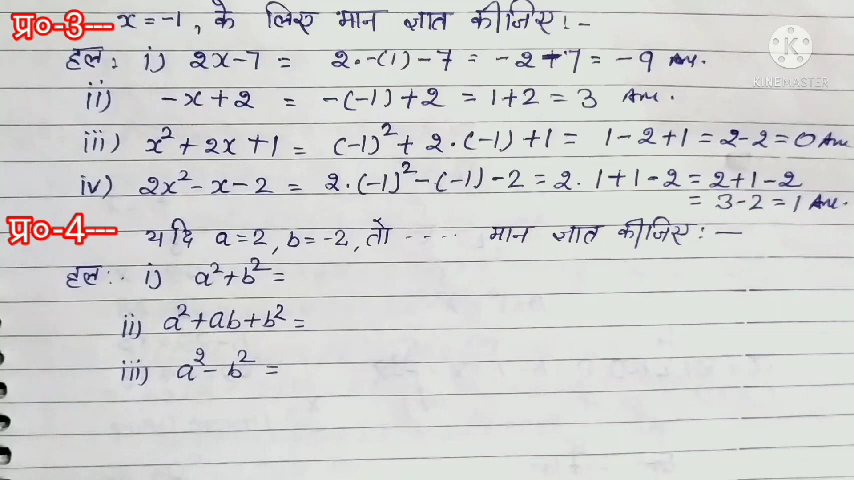 प्र०-3— x = -1, के लिए मान ज्ञात कीजिए :-
हल : i) 2x-7 = 2·-(1)-7 = -2-7 = -9 Ans.
KINEMASTER
ii) -x+2 = -(-1)+2 = 1+2 = 3 Ans.
iii) x²+2x+1 = (-1)²+2·(-1)+1 = 1-2+1 = 2-2 = 0 Ans
iv) 2x²-x-2 = 2·(-1)²-(-1)-2 = 2·1+1-2 = 2+1-2
= 3-2 = 1 Ans.
प्र०-4— यदि a=2, b=-2, तो ---- मान ज्ञात कीजिए :—
हल : i) a²+b² =
ii) a²+ab+b² =
iii) a²-b² =